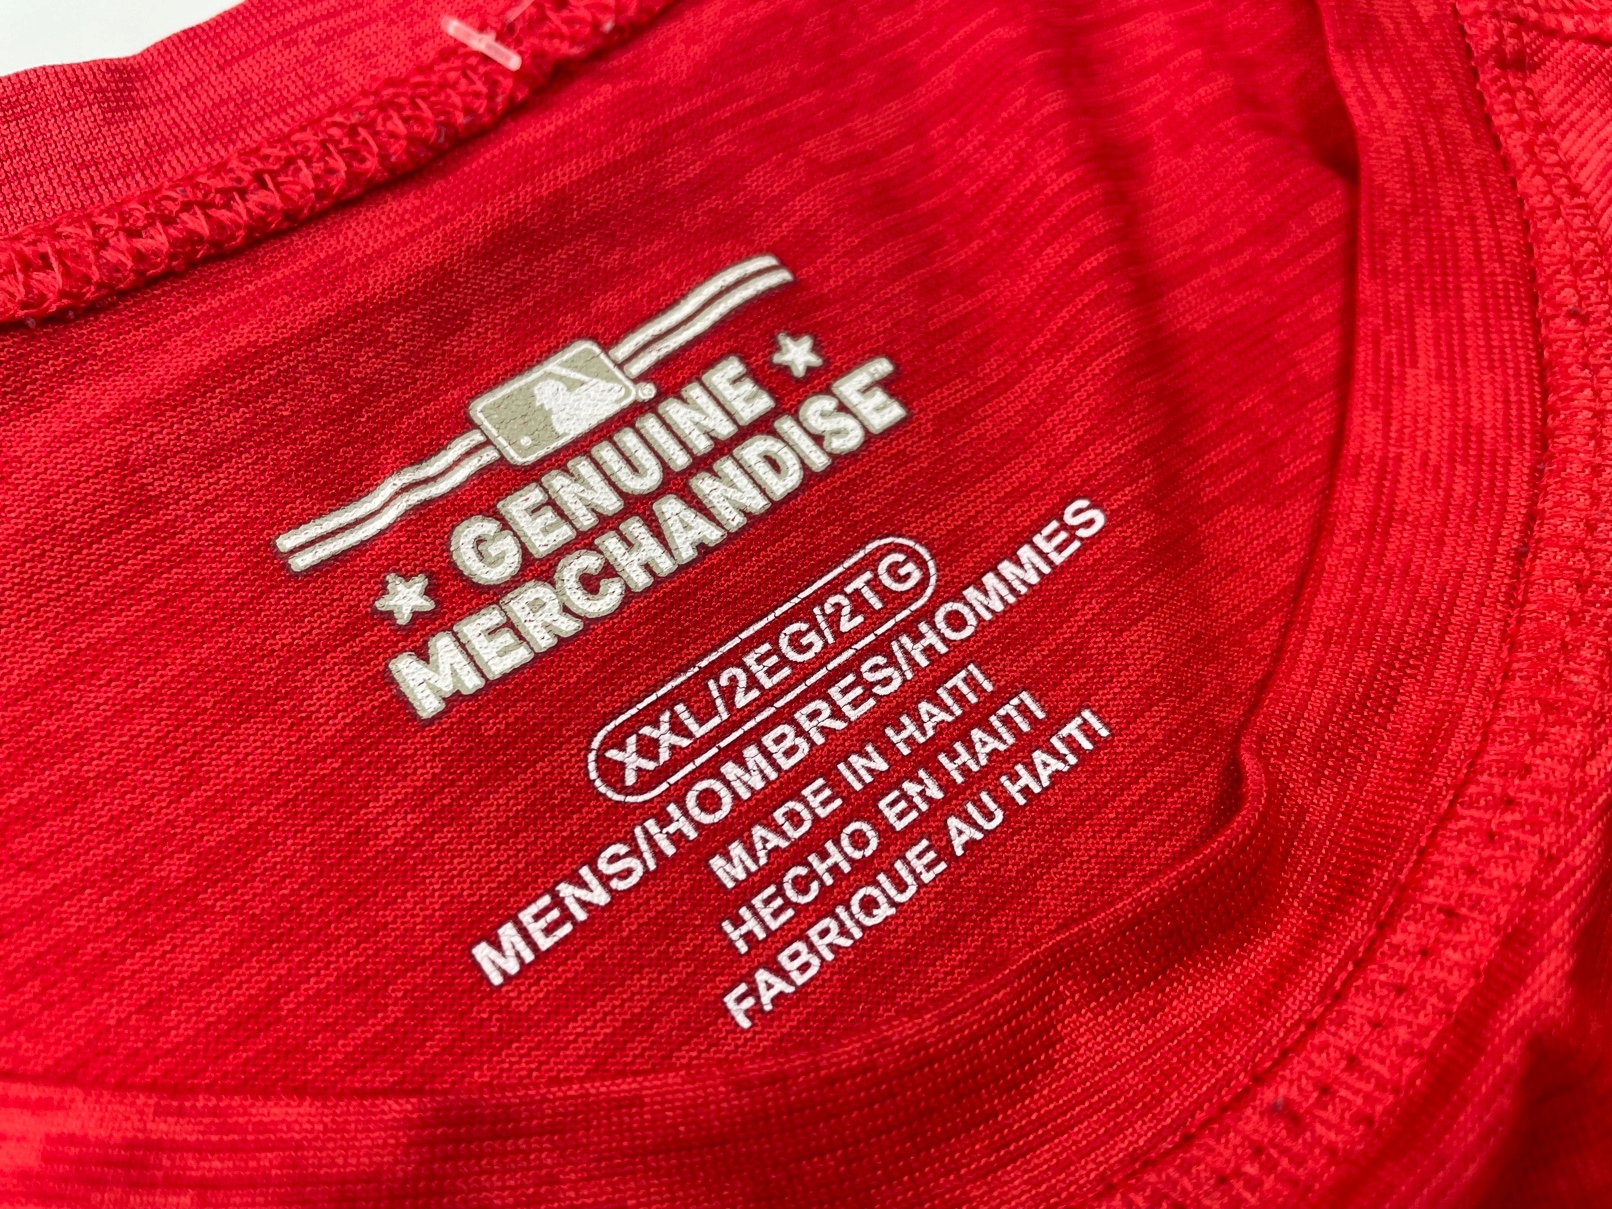 GENUINE
MERCHANDISE
XXL/2EG/2TG
MENS/HOMBRES/HOMMES
MADE IN HAITI
HECHO EN HAITI
FABRIQUE AU HAITI